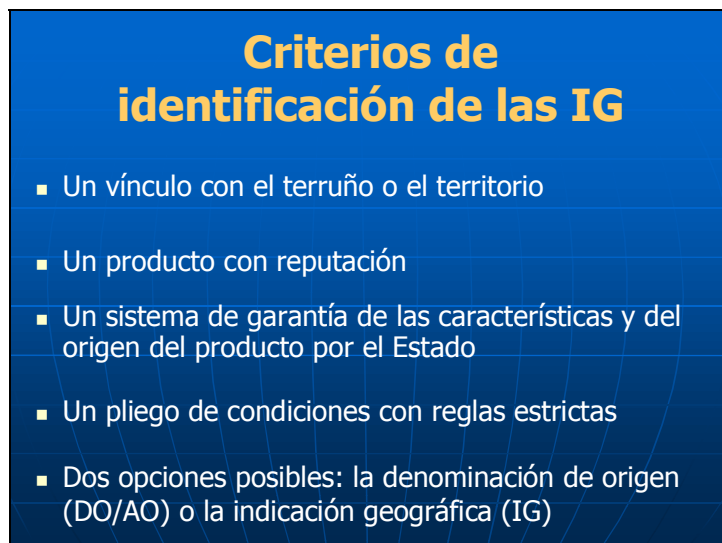 Criterios de
identificación de las IG
Un vínculo con el terruño o el territorio
Un producto con reputación
Un sistema de garantía de las características y del
origen del producto por el Estado
Un pliego de condiciones con reglas estrictas
Dos opciones posibles: la denominación de origen
(DO/AO) o la indicación geográfica (IG)